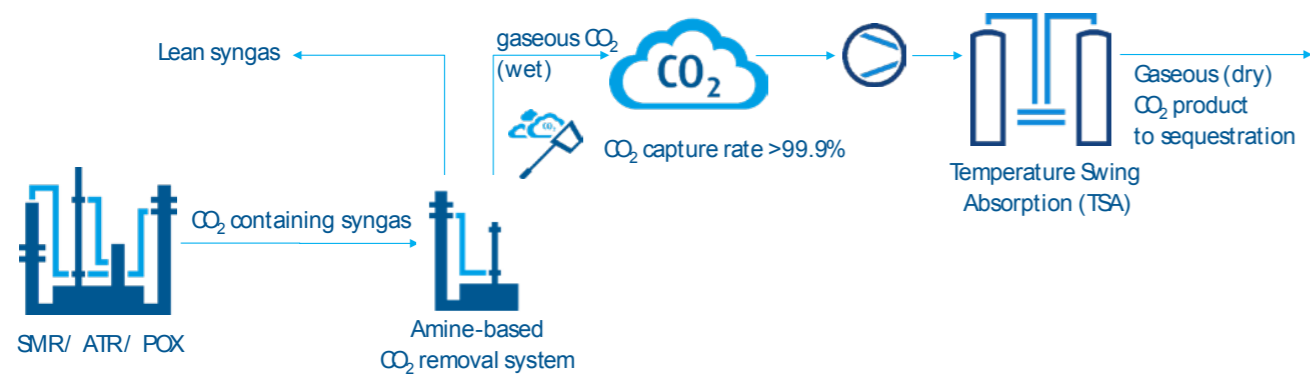 Lean syngas
gaseous CO₂
(wet)
CO₂
CO₂
CO₂ capture rate >99.9%
Gaseous (dry)
CO₂ product
to sequestration
Temperature Swing
Absorption (TSA)
CO₂ containing syngas
SMR/ ATR/ POX
Amine-based
CO₂ removal system